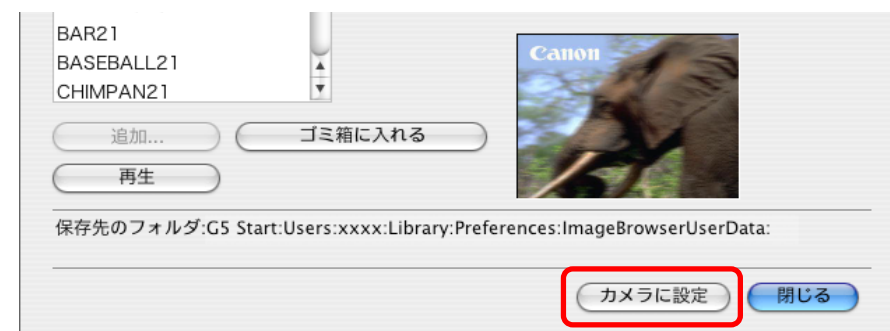 BAR21
BASEBALL21
CHIMPAN21
Canon
追加...
ゴミ箱に入れる
再生
保存先のフォルダ:G5 Start:Users:xxxx:Library:Preferences:ImageBrowserUserData:
カメラに設定
閉じる